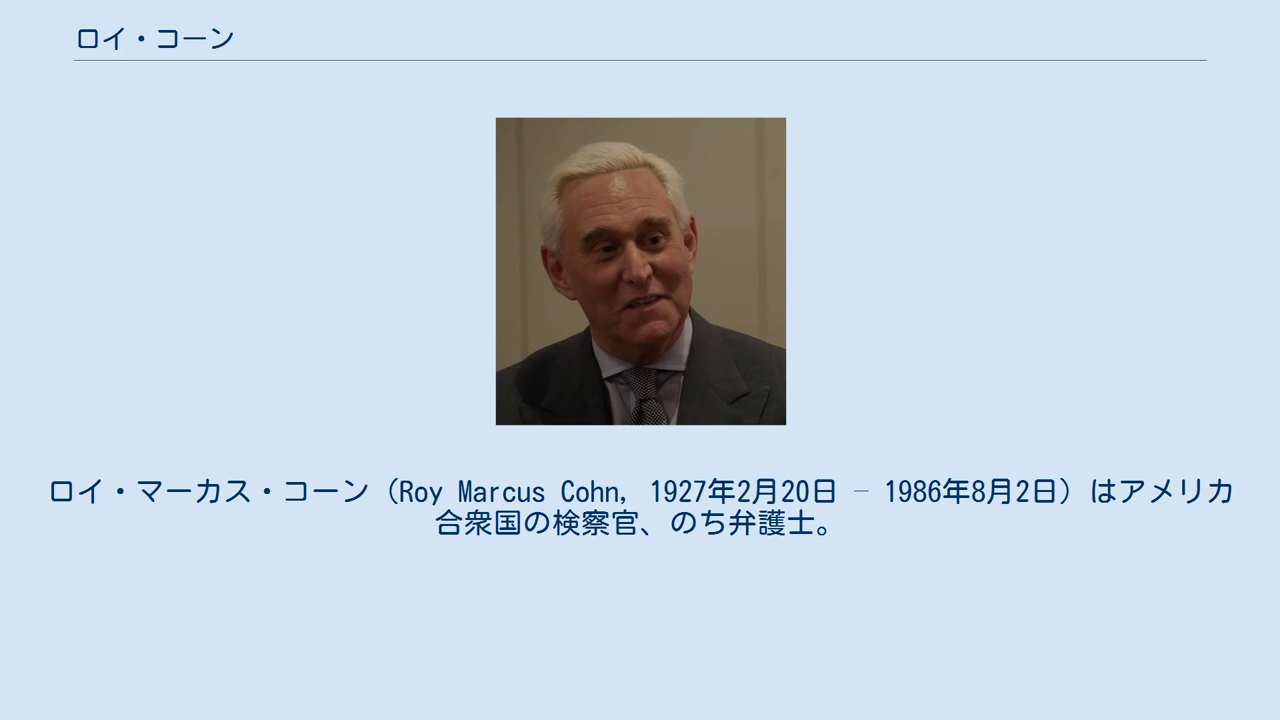 ロイ・コーン
ロイ・マーカス・コーン（Roy Marcus Cohn, 1927年2月20日 – 1986年8月2日）はアメリカ
合衆国の検察官、のち弁護士。